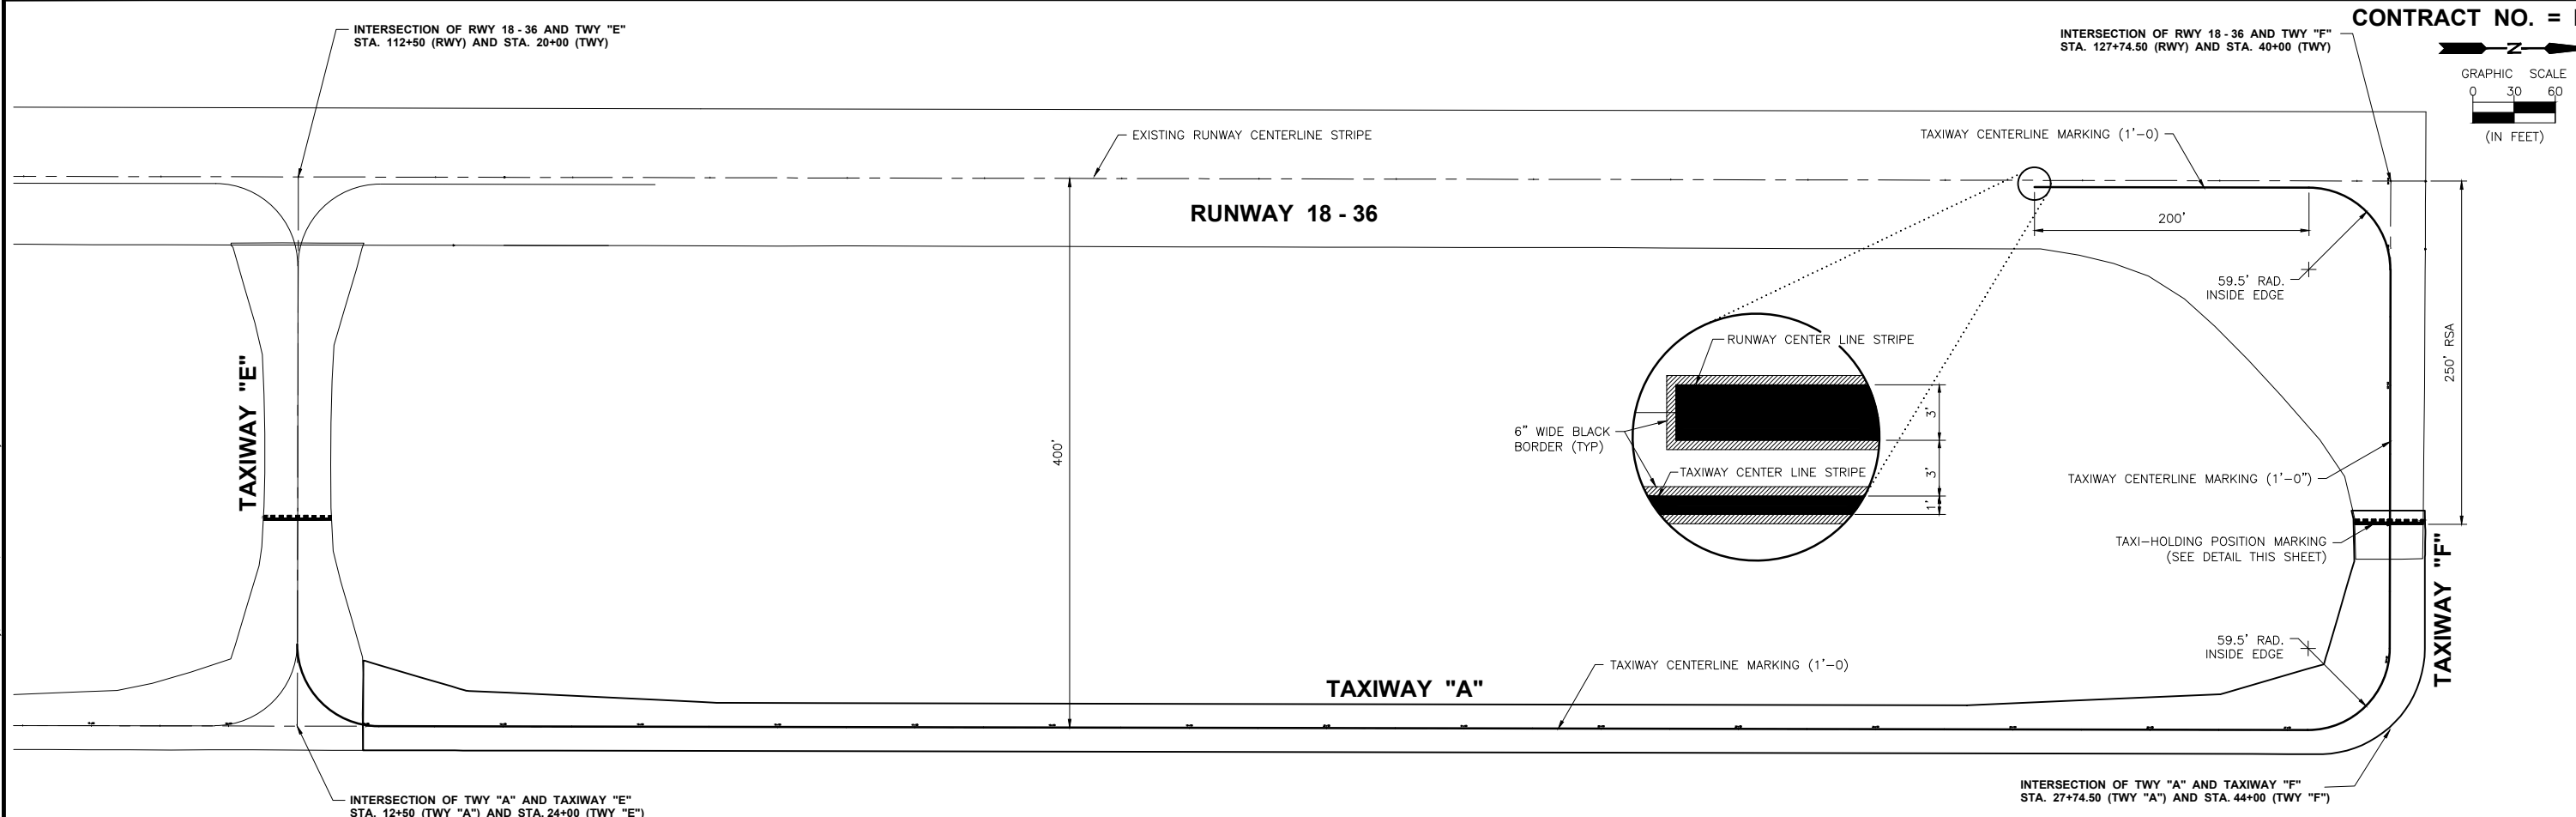 CONTRACT NO. =
INTERSECTION OF RWY 18 - 36 AND TWY "E"
STA. 112+50 (RWY) AND STA. 20+00 (TWY)
INTERSECTION OF RWY 18 - 36 AND TWY "F"
STA. 127+74.50 (RWY) AND STA. 40+00 (TWY)
N
GRAPHIC SCALE
0 30 60
(IN FEET)
EXISTING RUNWAY CENTERLINE STRIPE
TAXIWAY CENTERLINE MARKING (1'-0)
RUNWAY 18 - 36
200'
59.5' RAD.
INSIDE EDGE
250' RSA
RUNWAY CENTER LINE STRIPE
TAXIWAY "E"
400'
6" WIDE BLACK
BORDER (TYP)
3'
3'
1'
TAXIWAY CENTER LINE STRIPE
TAXIWAY CENTERLINE MARKING (1'-0")
TAXI-HOLDING POSITION MARKING
(SEE DETAIL THIS SHEET)
TAXIWAY "F"
59.5' RAD.
INSIDE EDGE
TAXIWAY CENTERLINE MARKING (1'-0)
TAXIWAY "A"
INTERSECTION OF TWY "A" AND TAXIWAY "F"
STA. 27+74.50 (TWY "A") AND STA. 44+00 (TWY "F")
INTERSECTION OF TWY "A" AND TAXIWAY "E"
STA. 12+50 (TWY "A") AND STA. 24+00 (TWY "E")